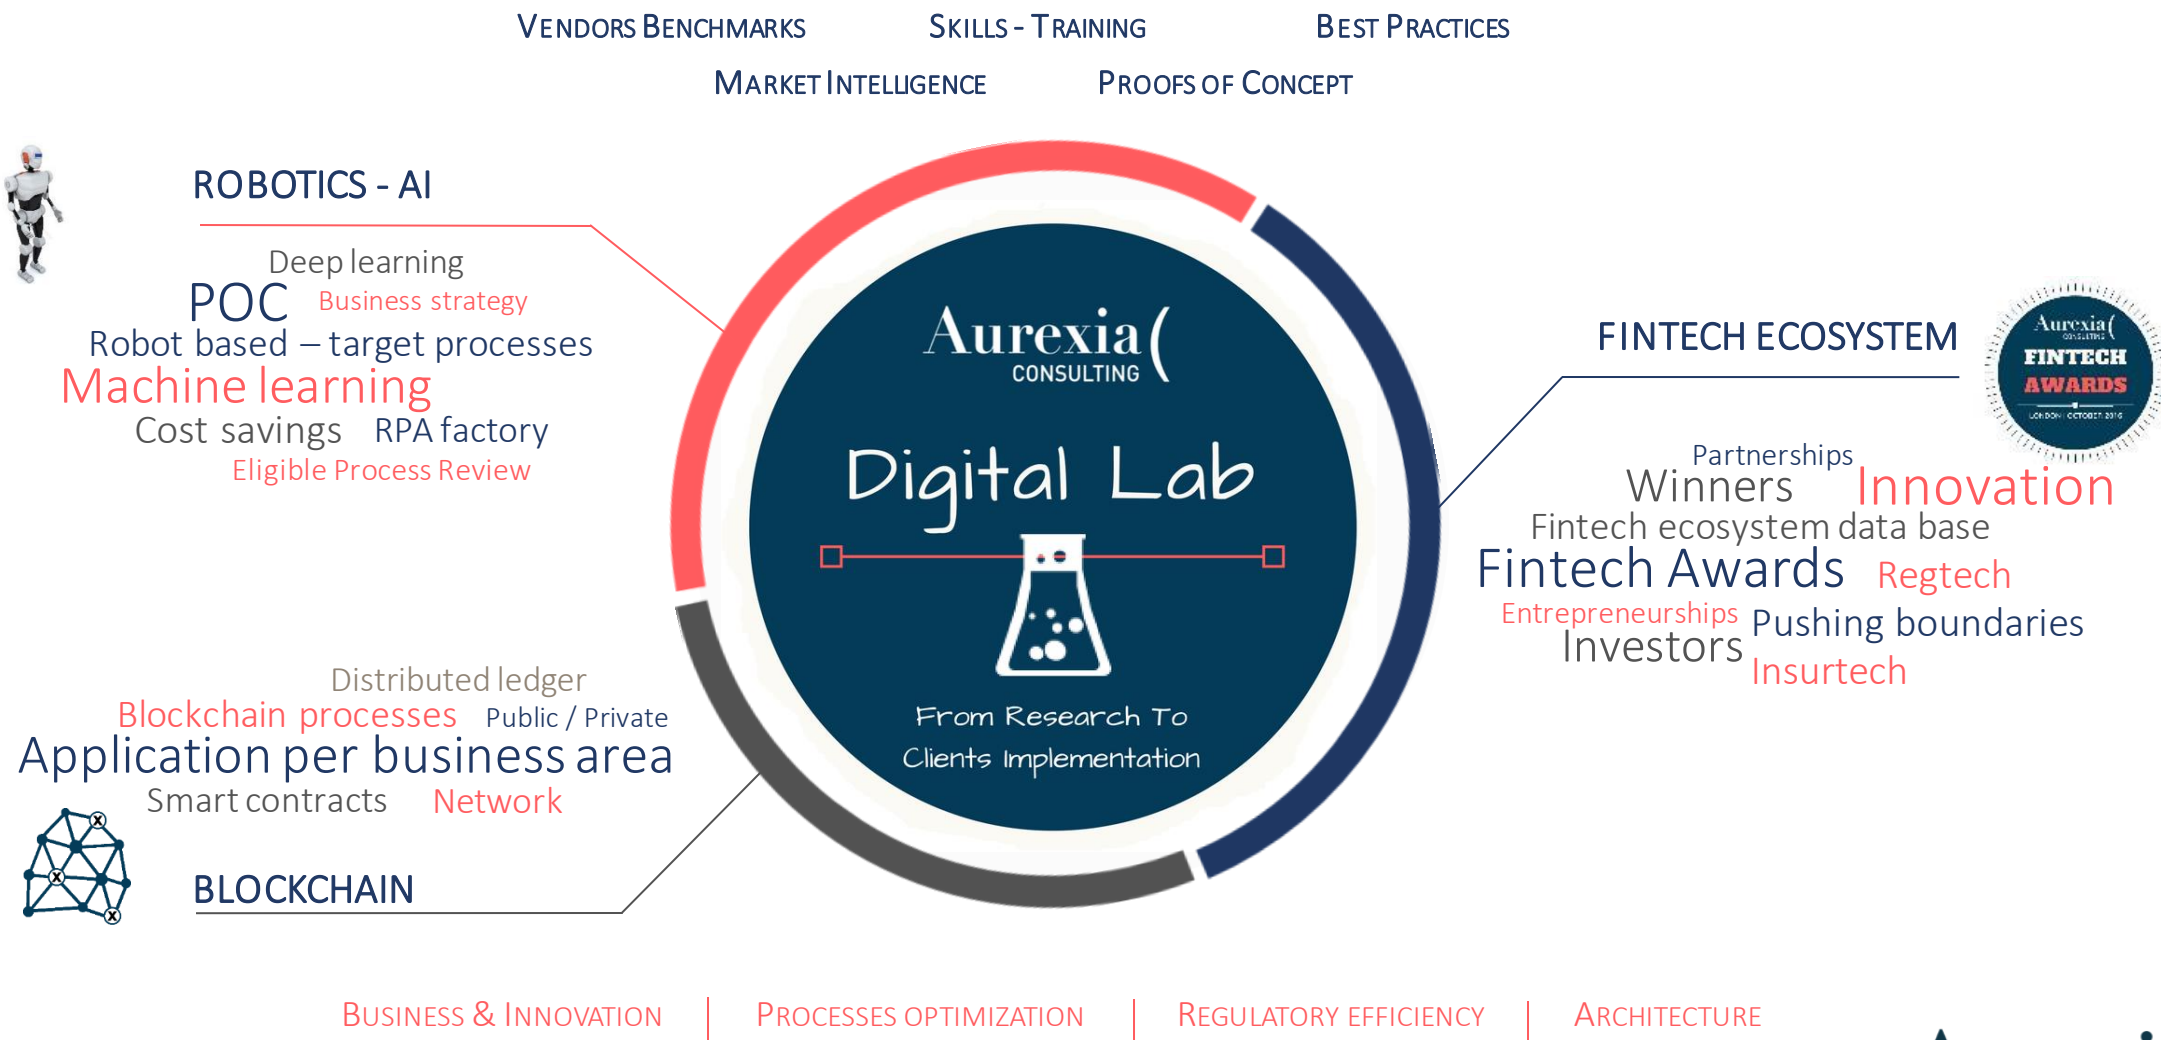 VENDORS BENCHMARKS
SKILLS - TRAINING
BEST PRACTICES
MARKET INTELLIGENCE
PROOFS OF CONCEPT
ROBOTICS - AI
Deep learning
POC
Business strategy
Robot based – target processes
Machine learning
Cost savings
RPA factory
Eligible Process Review
Aurexia(
CONSULTING
Digital Lab
From Research To
Clients Implementation
FINTECH ECOSYSTEM
Aurexia(
CONSULTING
FINTECH
AWARDS
LONDON | OCTOBER 2016
Partnerships
Winners
Innovation
Fintech ecosystem data base
Fintech Awards
Regtech
Entrepreneurships
Pushing boundaries
Investors
Insurtech
Distributed ledger
Blockchain processes
Public / Private
Application per business area
Smart contracts
Network
X
X
X
BLOCKCHAIN
BUSINESS & INNOVATION
PROCESSES OPTIMIZATION
REGULATORY EFFICIENCY
ARCHITECTURE